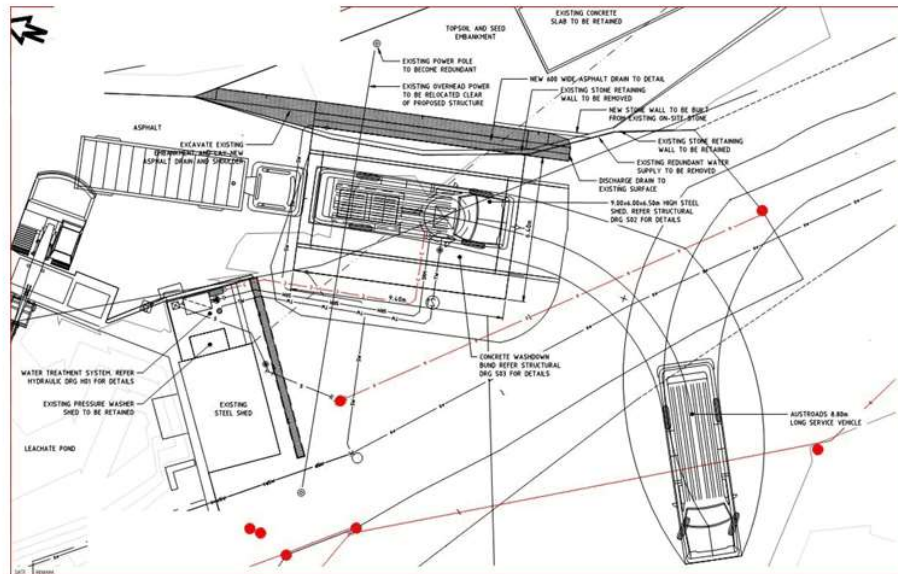 EXISTING CONCRETE
SLAB TO BE RETAINED
TOPSOIL AND SEED
EMBANKMENT
EXISTING POWER POLE
TO BECOME REDUNDANT
NEW 600 WIDE ASPHALT DRAIN TO DETAIL
EXISTING OVERHEAD POWER
TO BE RELOCATED CLEAR
OF PROPOSED STRUCTURE
EXISTING STONE RETAINING
WALL TO BE REMOVED
NEW STONE WALL TO BE BUILT
FROM EXISTING ON-SITE STONE
ASPHALT
EXCAVATE EXISTING
EMBANKMENT, AND LAY NEW
ASPHALT DRAIN AND SHOULDER
EXISTING STONE RETAINING
WALL TO BE RETAINED
EXISTING REDUNDANT WATER
SUPPLY TO BE REMOVED
DISCHARGE DRAIN TO
EXISTING SURFACE
9.00x6.00x6.50m HIGH STEEL
SHED. REFER STRUCTURAL
DRG S02 FOR DETAILS
6.40m
9.40m
CONCRETE WASHDOWN
BUND REFER STRUCTURAL
DRG S03 FOR DETAILS
WATER TREATMENT SYSTEM. REFER
HYDRAULIC DRG H01 FOR DETAILS
EXISTING PRESSURE WASHER
SHED TO BE RETAINED
EXISTING
STEEL SHED
AUSTROADS 8.80m
LONG SERVICE VEHICLE
LEACHATE POND